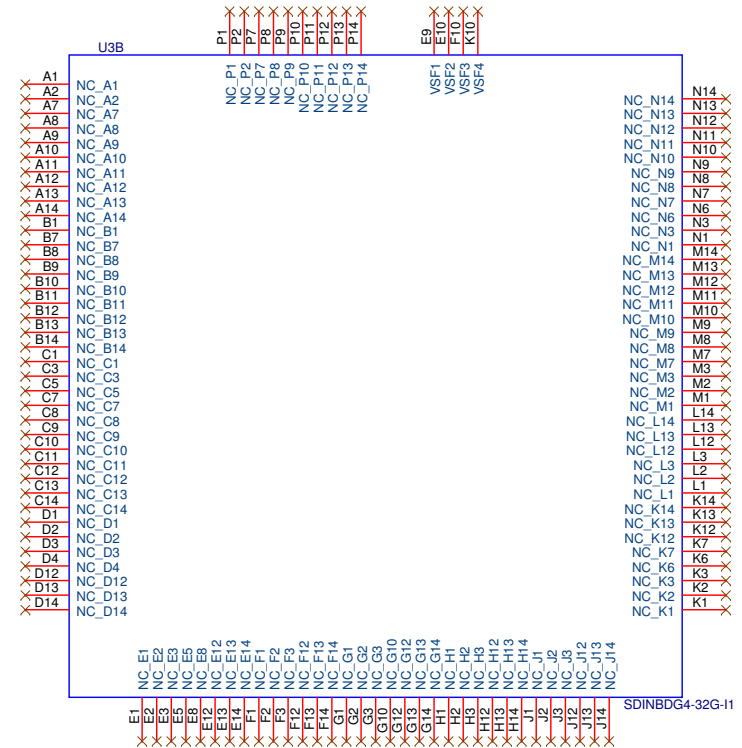 U3B
P1
P2
P7
P8
P9
P10
P11
P12
P13
P14
E9
E10
F10
K10
NC_P1
NC_P2
NC_P7
NC_P8
NC_P9
NC_P10
NC_P11
NC_P12
NC_P13
NC_P14
VSF1
VSF2
VSF3
VSF4
A1 NC_A1
A2 NC_A2
A7 NC_A7
A8 NC_A8
A9 NC_A9
A10 NC_A10
A11 NC_A11
A12 NC_A12
A13 NC_A13
A14 NC_A14
B1 NC_B1
B7 NC_B7
B8 NC_B8
B9 NC_B9
B10 NC_B10
B11 NC_B11
B12 NC_B12
B13 NC_B13
B14 NC_B14
C1 NC_C1
C3 NC_C3
C5 NC_C5
C7 NC_C7
C8 NC_C8
C9 NC_C9
C10 NC_C10
C11 NC_C11
C12 NC_C12
C13 NC_C13
C14 NC_C14
D1 NC_D1
D2 NC_D2
D3 NC_D3
D4 NC_D4
D12 NC_D12
D13 NC_D13
D14 NC_D14
NC_N14 N14
NC_N13 N13
NC_N12 N12
NC_N11 N11
NC_N10 N10
NC_N9 N9
NC_N8 N8
NC_N7 N7
NC_N6 N6
NC_N3 N3
NC_N1 N1
NC_M14 M14
NC_M13 M13
NC_M12 M12
NC_M11 M11
NC_M10 M10
NC_M9 M9
NC_M8 M8
NC_M7 M7
NC_M3 M3
NC_M2 M2
NC_M1 M1
NC_L14 L14
NC_L13 L13
NC_L12 L12
NC_L3 L3
NC_L2 L2
NC_L1 L1
NC_K14 K14
NC_K13 K13
NC_K12 K12
NC_K7 K7
NC_K6 K6
NC_K3 K3
NC_K2 K2
NC_K1 K1
NC_E1
NC_E2
NC_E3
NC_E5
NC_E8
NC_E12
NC_E13
NC_E14
NC_F1
NC_F2
NC_F3
NC_F12
NC_F13
NC_F14
NC_G1
NC_G2
NC_G3
NC_G10
NC_G12
NC_G13
NC_G14
NC_H1
NC_H2
NC_H3
NC_H12
NC_H13
NC_H14
NC_J1
NC_J2
NC_J3
NC_J12
NC_J13
NC_J14
E1
E2
E3
E5
E8
E12
E13
E14
F1
F2
F3
F12
F13
F14
G1
G2
G3
G10
G12
G13
G14
H1
H2
H3
H12
H13
H14
J1
J2
J3
J12
J13
J14
SDINBDG4-32G-I1